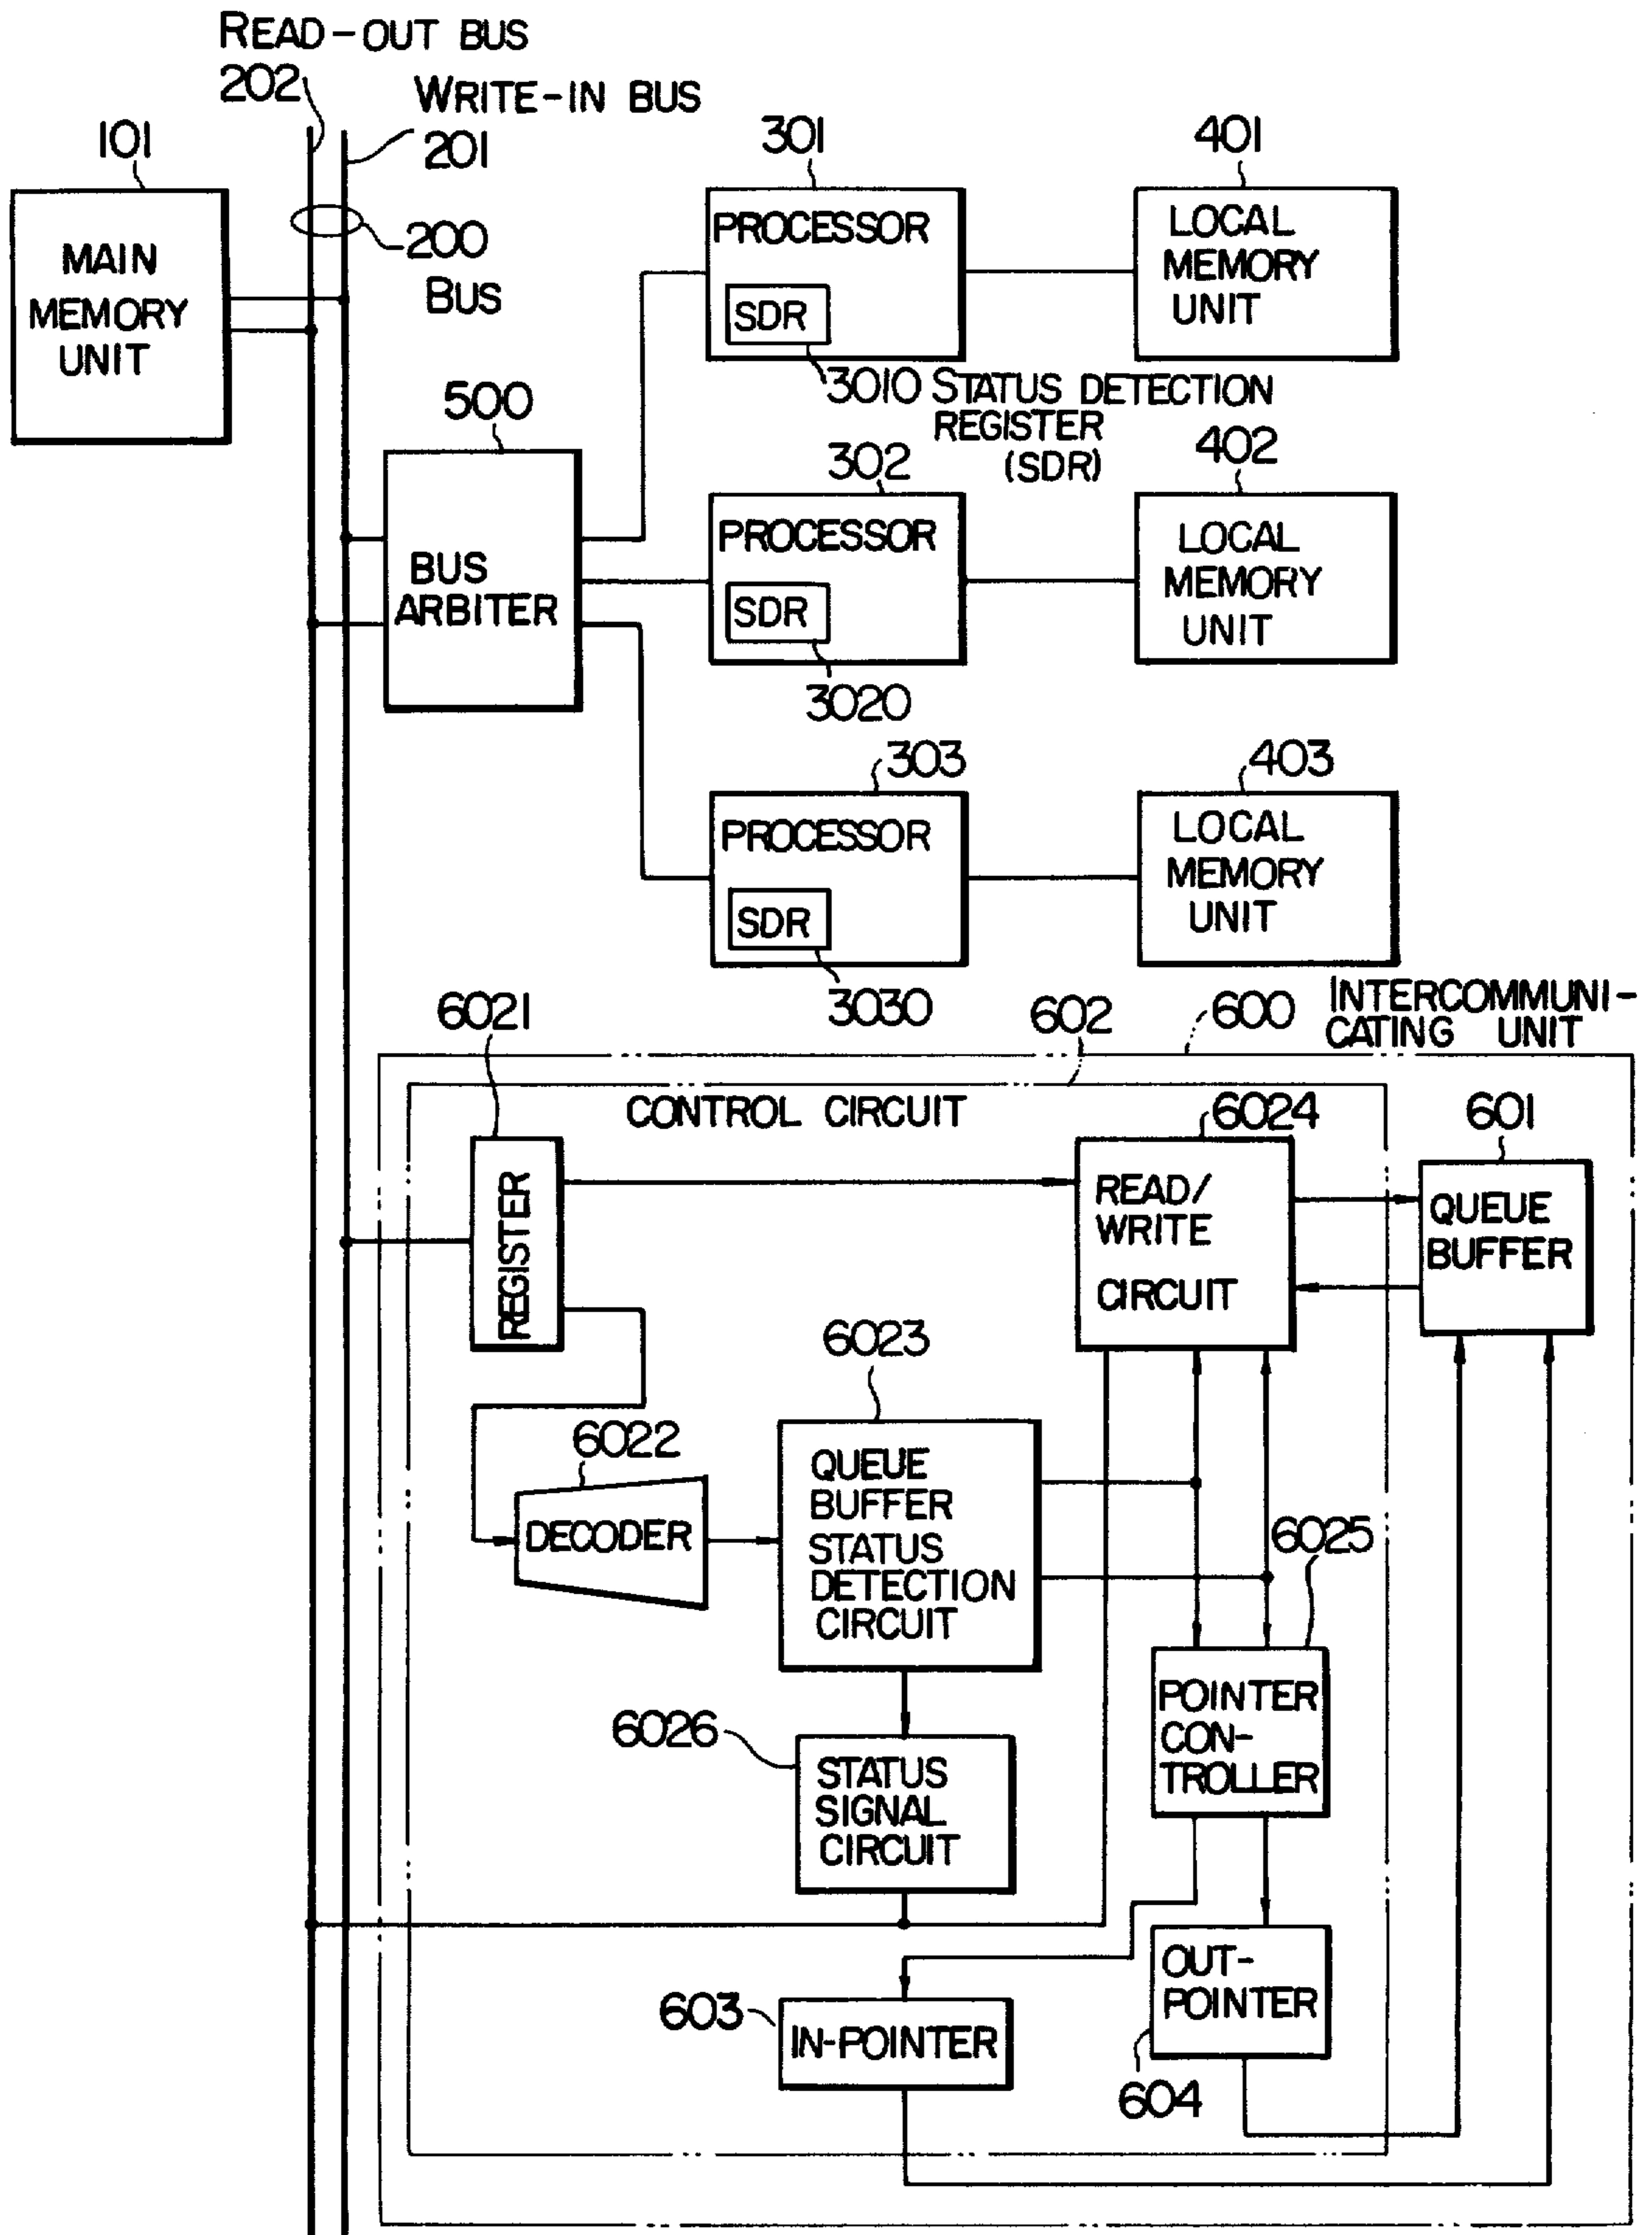 READ-OUT BUS
202
WRITE-IN BUS
201
101
MAIN
MEMORY
UNIT
200
BUS
301
PROCESSOR
SDR
401
LOCAL
MEMORY
UNIT
3010 STATUS DETECTION
REGISTER
(SDR)
500
BUS
ARBITER
302
PROCESSOR
SDR
3020
402
LOCAL
MEMORY
UNIT
303
PROCESSOR
SDR
3030
403
LOCAL
MEMORY
UNIT
600
INTERCOMMUNI-
CATING UNIT
602
CONTROL CIRCUIT
6021
REGISTER
6024
READ/
WRITE
CIRCUIT
601
QUEUE
BUFFER
6022
DECODER
6023
QUEUE
BUFFER
STATUS
DETECTION
CIRCUIT
6025
POINTER
CON-
TROLLER
6026
STATUS
SIGNAL
CIRCUIT
603
IN-POINTER
OUT-
POINTER
604